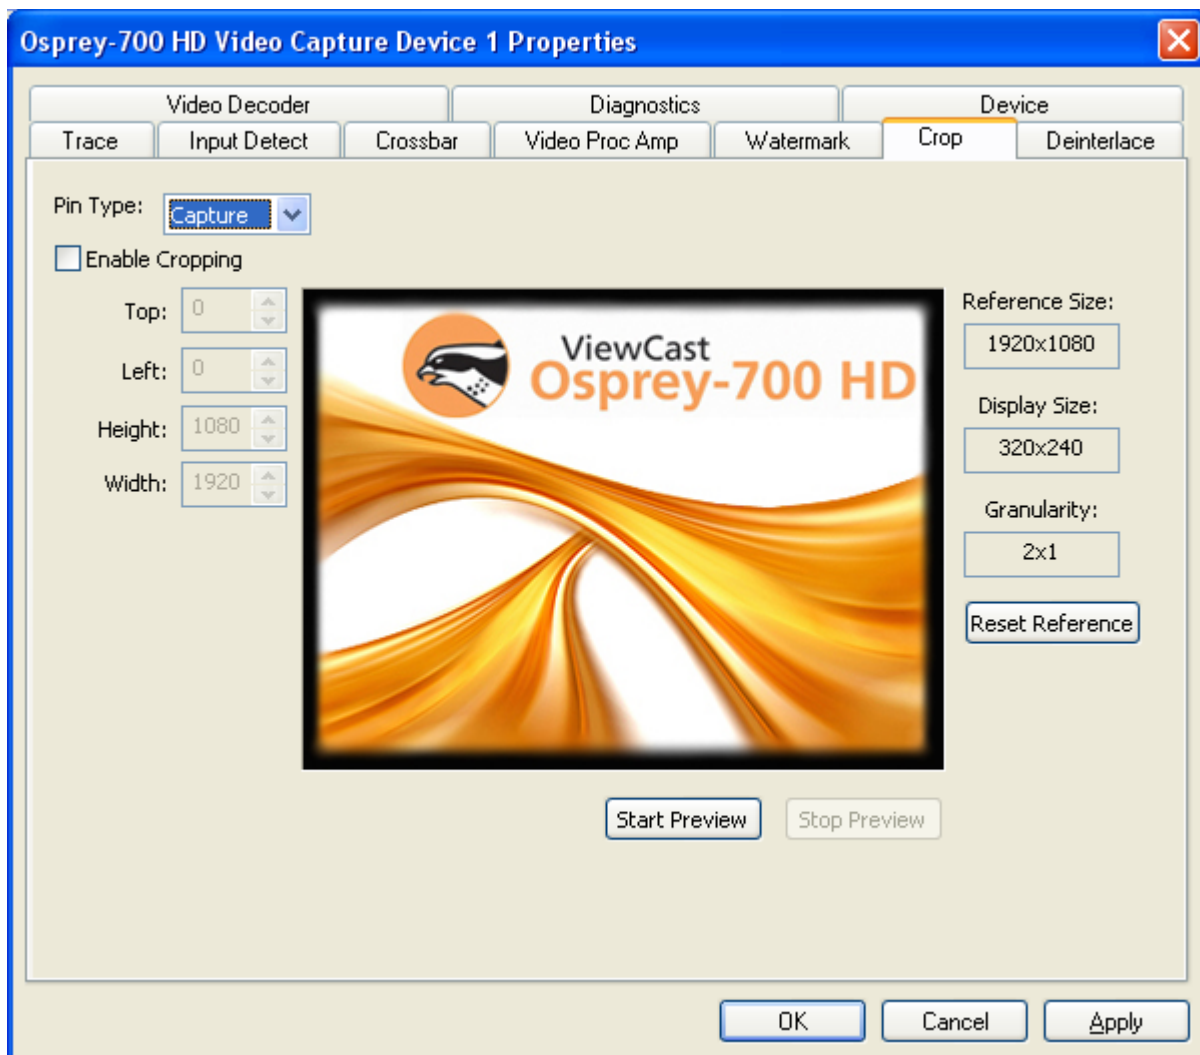 Osprey-700 HD Video Capture Device 1 Properties
Video Decoder Diagnostics Device
Trace Input Detect Crossbar Video Proc Amp Watermark Crop Deinterlace
Pin Type: Capture
Enable Cropping
Top: 0
Left: 0
Height: 1080
Width: 1920
ViewCast
Osprey-700 HD
Reference Size:
1920x1080
Display Size:
320x240
Granularity:
2x1
Reset Reference
Start Preview Stop Preview
OK Cancel Apply